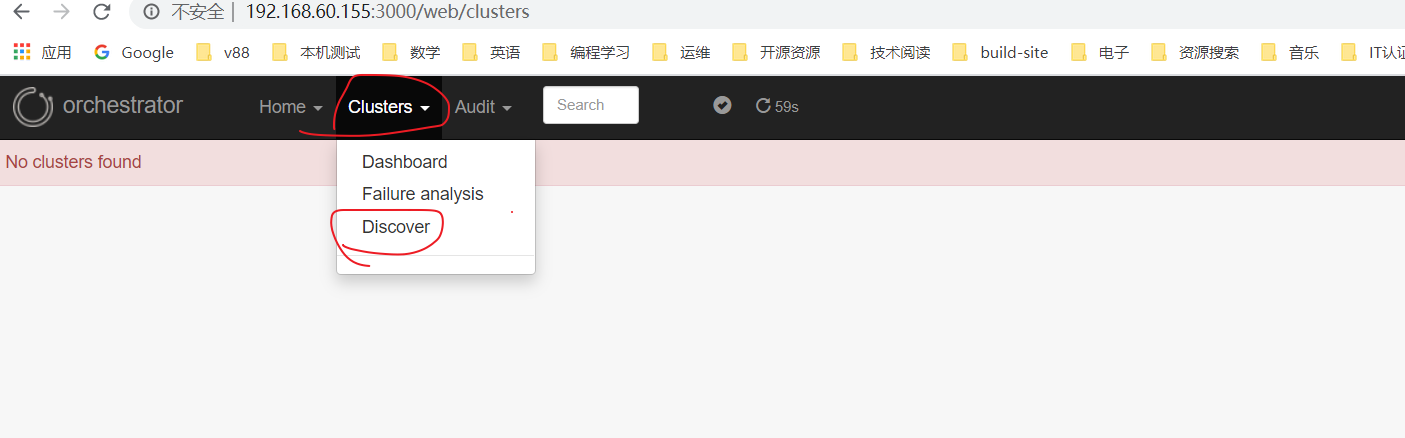 不安全 | 192.168.60.155:3000/web/clusters
应用 Google v88 本机测试 数学 英语 编程学习 运维 开源资源 技术阅读 build-site 电子 资源搜索 音乐 IT认证
orchestrator Home Clusters Audit Search 59s
No clusters found
Dashboard
Failure analysis
Discover